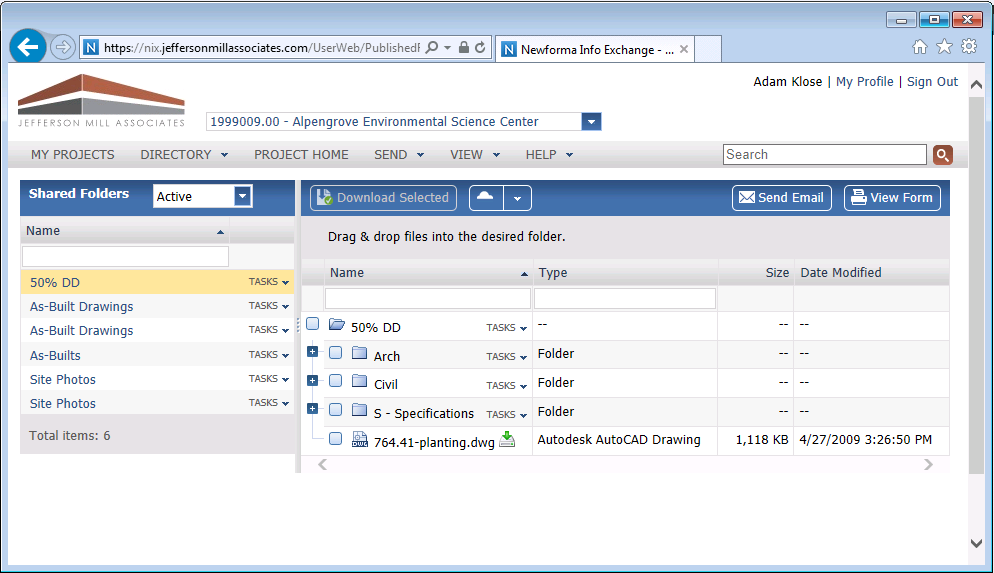 https://nix.jeffersonmillassociates.com/UserWeb/PublishedF
Newforma Info Exchange - ...
JEFFERSON MILL ASSOCIATES
Adam Klose | My Profile | Sign Out
1999009.00 - Alpengrove Environmental Science Center
MY PROJECTS DIRECTORY PROJECT HOME SEND VIEW HELP Search
Shared Folders Active
Name
50% DD TASKS
As-Built Drawings TASKS
As-Built Drawings TASKS
As-Builts TASKS
Site Photos TASKS
Site Photos TASKS
Total items: 6
Download Selected Send Email View Form
Drag & drop files into the desired folder.
Name Type Size Date Modified
50% DD TASKS -- -- --
Arch TASKS Folder -- --
Civil TASKS Folder -- --
S - Specifications TASKS Folder -- --
764.41-planting.dwg Autodesk AutoCAD Drawing 1,118 KB 4/27/2009 3:26:50 PM